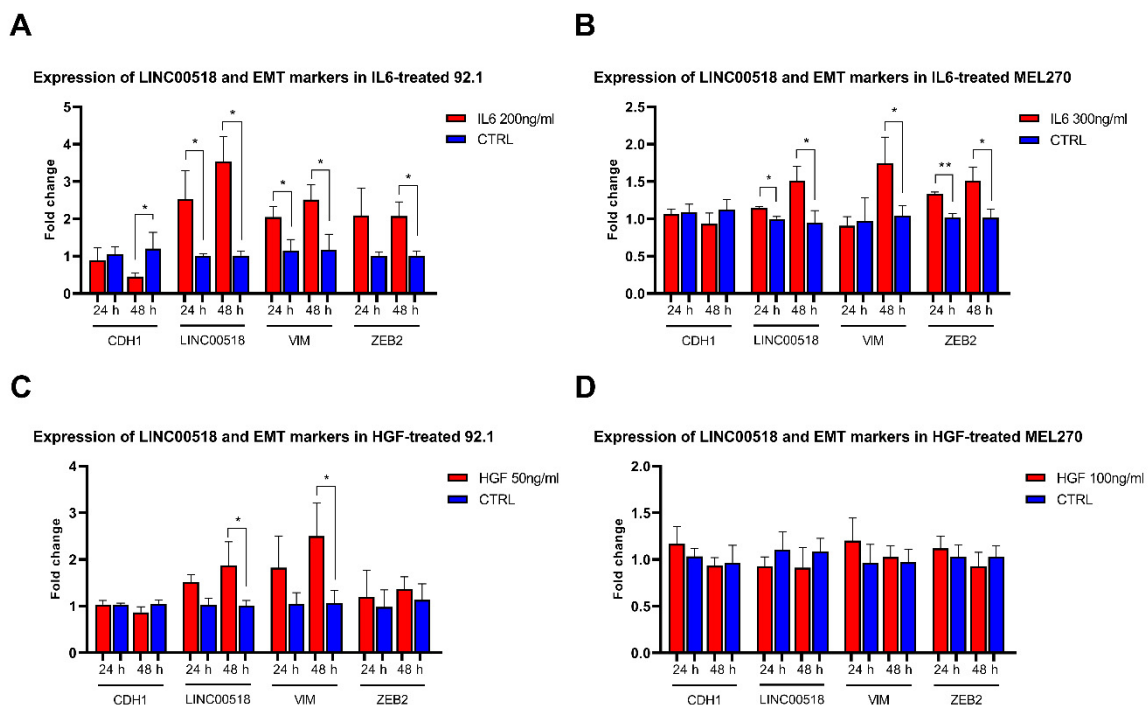 A
Expression of LINC00518 and EMT markers in IL6-treated 92.1
IL6 200ng/ml
CTRL
Fold change
5
4
3
2
1
0
* * * * * *
24 h 48 h 24 h 48 h 24 h 48 h 24 h 48 h
CDH1 LINC00518 VIM ZEB2
B
Expression of LINC00518 and EMT markers in IL6-treated MEL270
IL6 300ng/ml
CTRL
Fold change
2.5
2.0
1.5
1.0
0.5
0.0
* * * ** *
24 h 48 h 24 h 48 h 24 h 48 h 24 h 48 h
CDH1 LINC00518 VIM ZEB2
C
Expression of LINC00518 and EMT markers in HGF-treated 92.1
HGF 50ng/ml
CTRL
Fold change
4
3
2
1
0
* *
24 h 48 h 24 h 48 h 24 h 48 h 24 h 48 h
CDH1 LINC00518 VIM ZEB2
D
Expression of LINC00518 and EMT markers in HGF-treated MEL270
HGF 100ng/ml
CTRL
Fold change
2.0
1.5
1.0
0.5
0.0
24 h 48 h 24 h 48 h 24 h 48 h 24 h 48 h
CDH1 LINC00518 VIM ZEB2